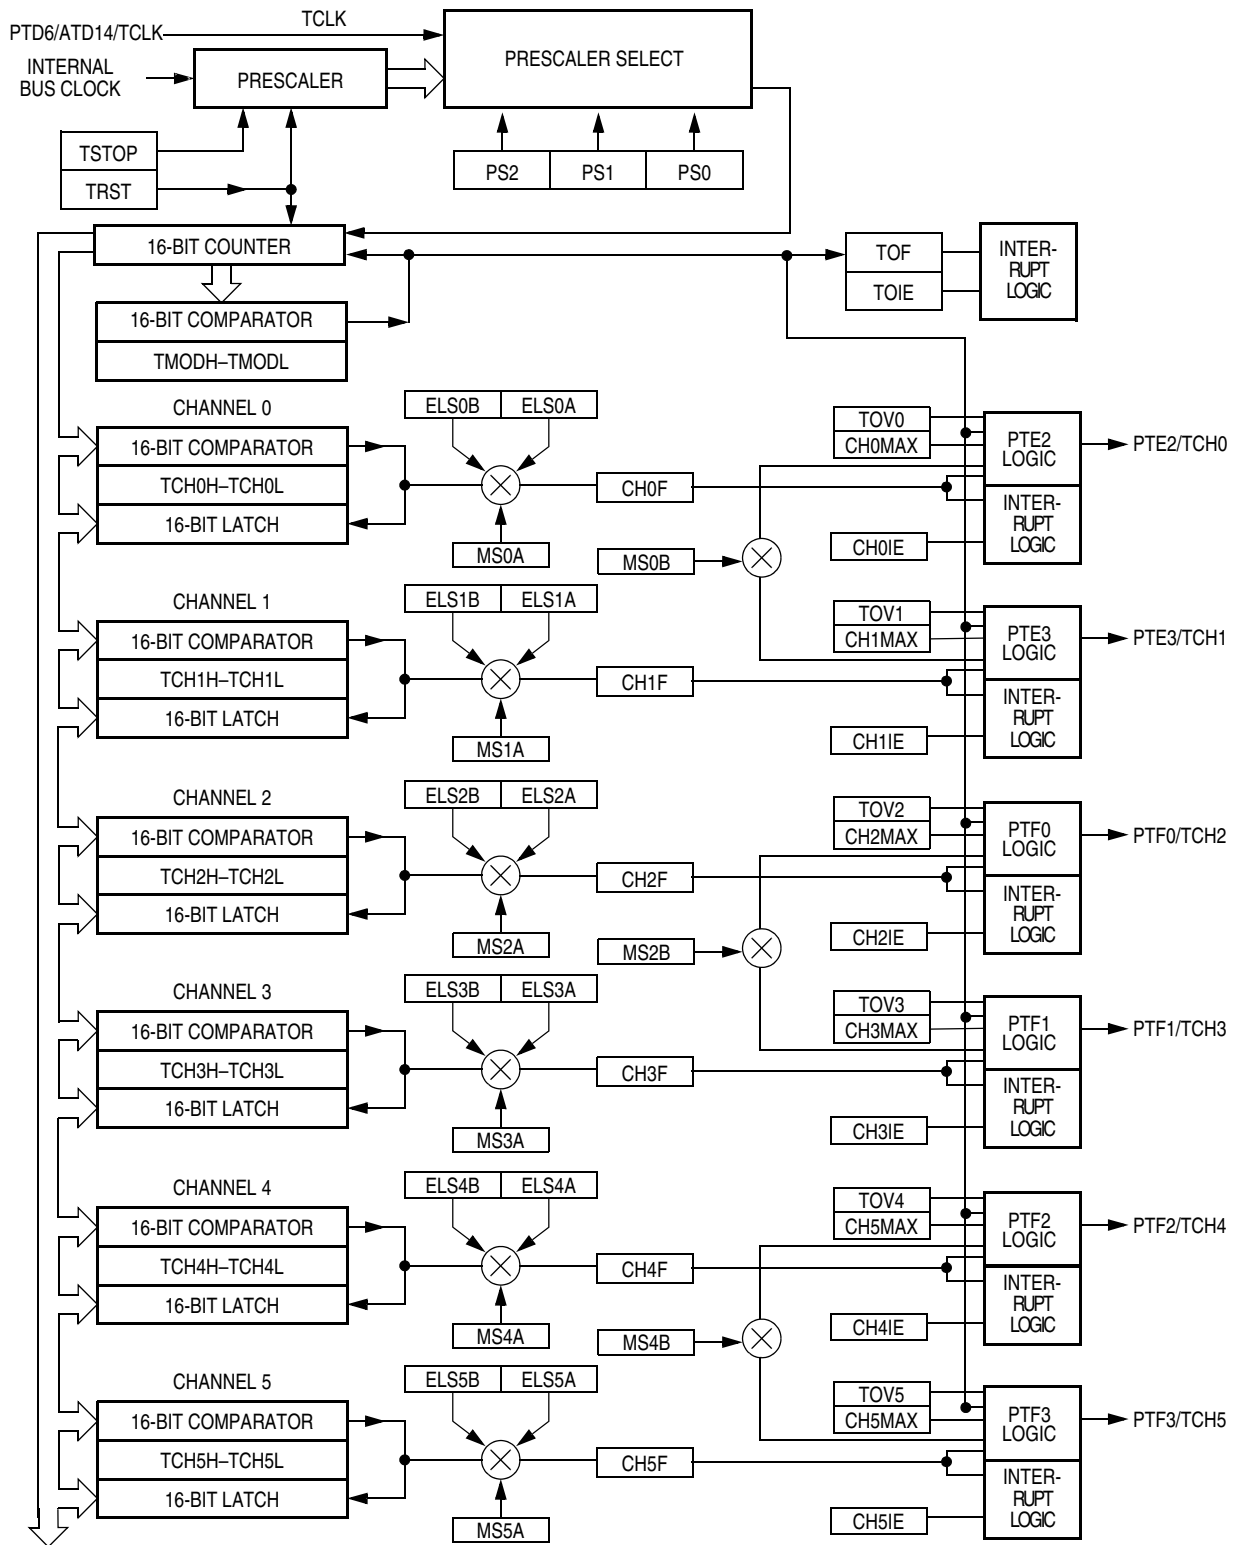 TCLK
PTD6/ATD14/TCLK
PRESCALER SELECT
INTERNAL
BUS CLOCK
PRESCALER
TSTOP
TRST
PS2
PS1
PS0
16-BIT COUNTER
TOF
TOIE
INTER-
RUPT
LOGIC
16-BIT COMPARATOR
TMODH–TMODL
CHANNEL 0
ELS0B
ELS0A
TOV0
CH0MAX
PTE2
LOGIC
PTE2/TCH0
16-BIT COMPARATOR
TCH0H–TCH0L
16-BIT LATCH
CH0F
MS0A
MS0B
CH0IE
INTER-
RUPT
LOGIC
CHANNEL 1
ELS1B
ELS1A
TOV1
CH1MAX
PTE3
LOGIC
PTE3/TCH1
16-BIT COMPARATOR
TCH1H–TCH1L
16-BIT LATCH
CH1F
MS1A
CH1IE
INTER-
RUPT
LOGIC
CHANNEL 2
ELS2B
ELS2A
TOV2
CH2MAX
PTF0
LOGIC
PTF0/TCH2
16-BIT COMPARATOR
TCH2H–TCH2L
16-BIT LATCH
CH2F
MS2A
MS2B
CH2IE
INTER-
RUPT
LOGIC
CHANNEL 3
ELS3B
ELS3A
TOV3
CH3MAX
PTF1
LOGIC
PTF1/TCH3
16-BIT COMPARATOR
TCH3H–TCH3L
16-BIT LATCH
CH3F
MS3A
CH3IE
INTER-
RUPT
LOGIC
CHANNEL 4
ELS4B
ELS4A
TOV4
CH5MAX
PTF2
LOGIC
PTF2/TCH4
16-BIT COMPARATOR
TCH4H–TCH4L
16-BIT LATCH
CH4F
MS4A
MS4B
CH4IE
INTER-
RUPT
LOGIC
CHANNEL 5
ELS5B
ELS5A
TOV5
CH5MAX
PTF3
LOGIC
PTF3/TCH5
16-BIT COMPARATOR
TCH5H–TCH5L
16-BIT LATCH
CH5F
MS5A
CH5IE
INTER-
RUPT
LOGIC